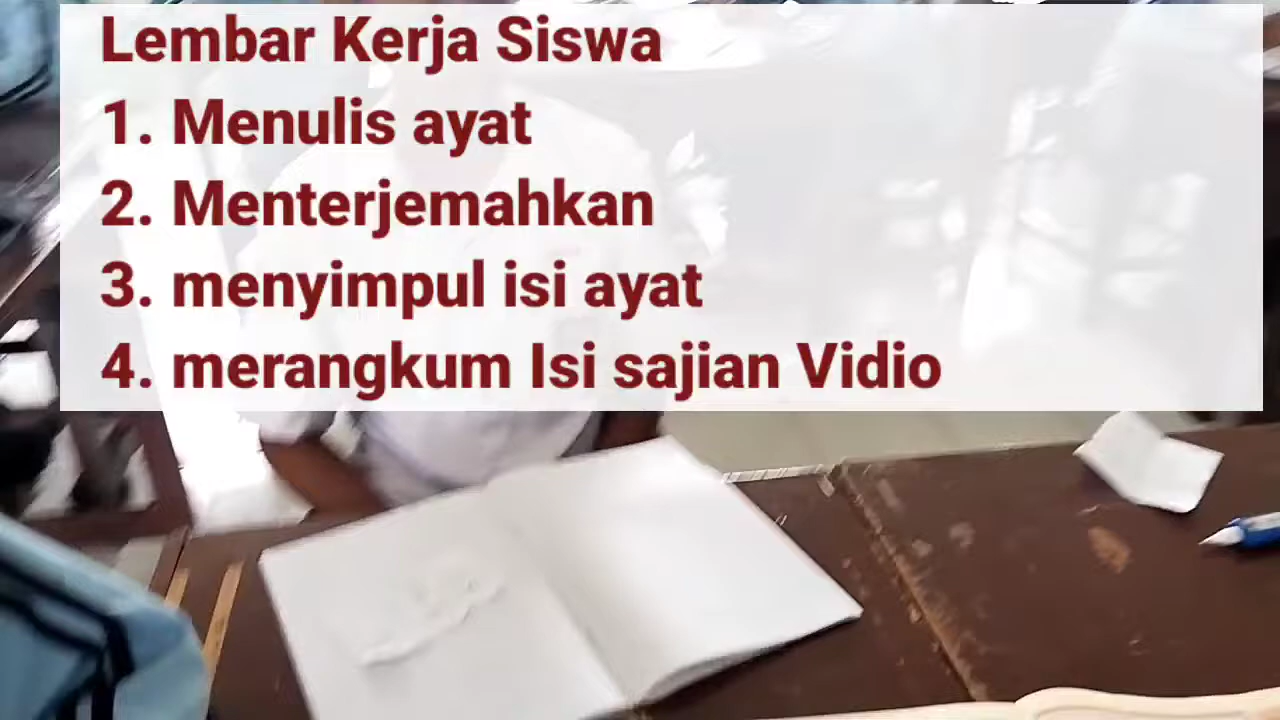 Lembar Kerja Siswa
1. Menulis ayat
2. Menterjemahkan
3. menyimpul isi ayat
4. merangkum Isi sajian Vidio